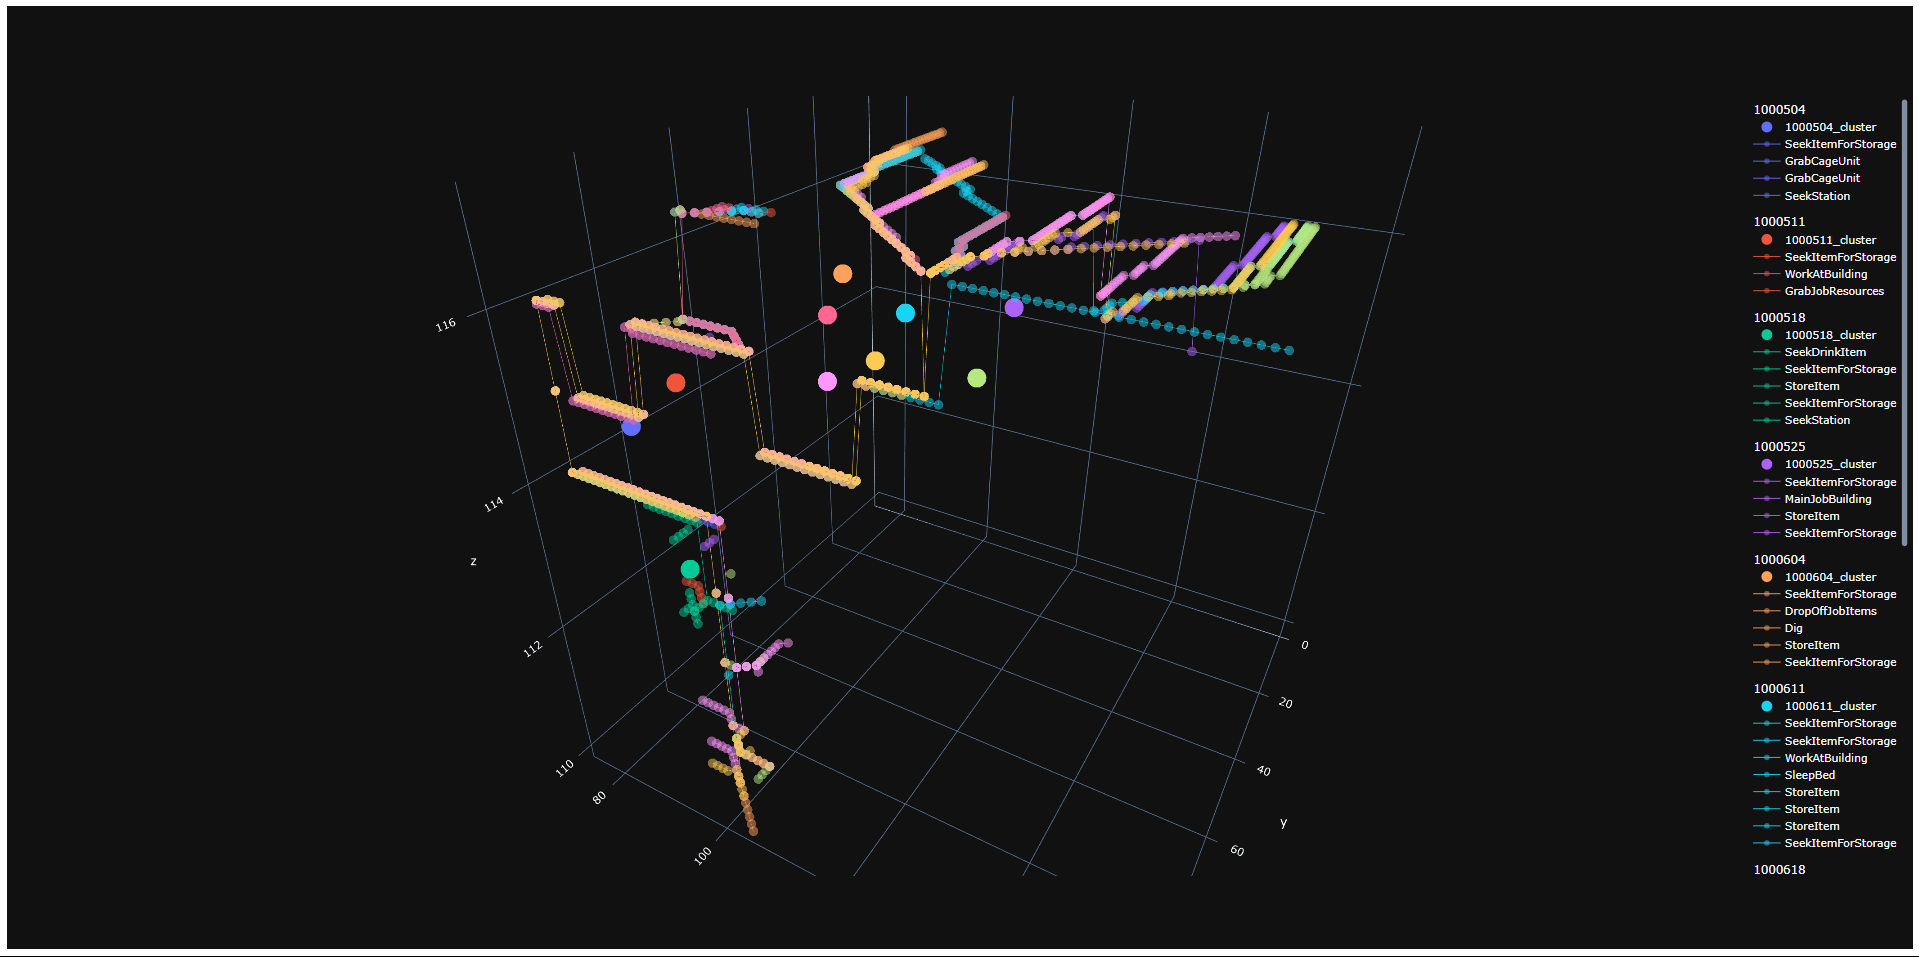 116
114
z
112
110
80
100
0
20
40
y
60
1000504
1000504_cluster
SeekItemForStorage
GrabCageUnit
GrabCageUnit
SeekStation
1000511
1000511_cluster
SeekItemForStorage
WorkAtBuilding
GrabJobResources
1000518
1000518_cluster
SeekDrinkItem
SeekItemForStorage
StoreItem
SeekItemForStorage
SeekStation
1000525
1000525_cluster
SeekItemForStorage
MainJobBuilding
StoreItem
SeekItemForStorage
1000604
1000604_cluster
SeekItemForStorage
DropOffJobItems
Dig
StoreItem
SeekItemForStorage
1000611
1000611_cluster
SeekItemForStorage
SeekItemForStorage
WorkAtBuilding
SleepBed
StoreItem
StoreItem
StoreItem
SeekItemForStorage
1000618